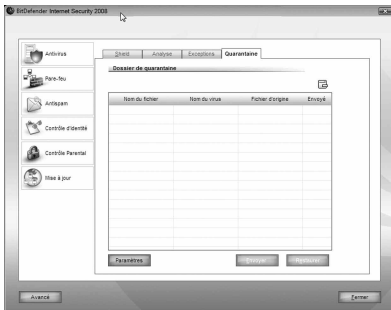 BitDefender Internet Security 2008
Antivirus
Pare-feu
Antispam
Contrôle d'identité
Contrôle Parental
Mise à jour
Shield Analyse Exceptions Quarantaine
Dossier de quarantaine
Nom du fichier Nom du virus Fichier d'origine Envoyé
Paramètres Envoyer Restaurer
Avancé Fermer